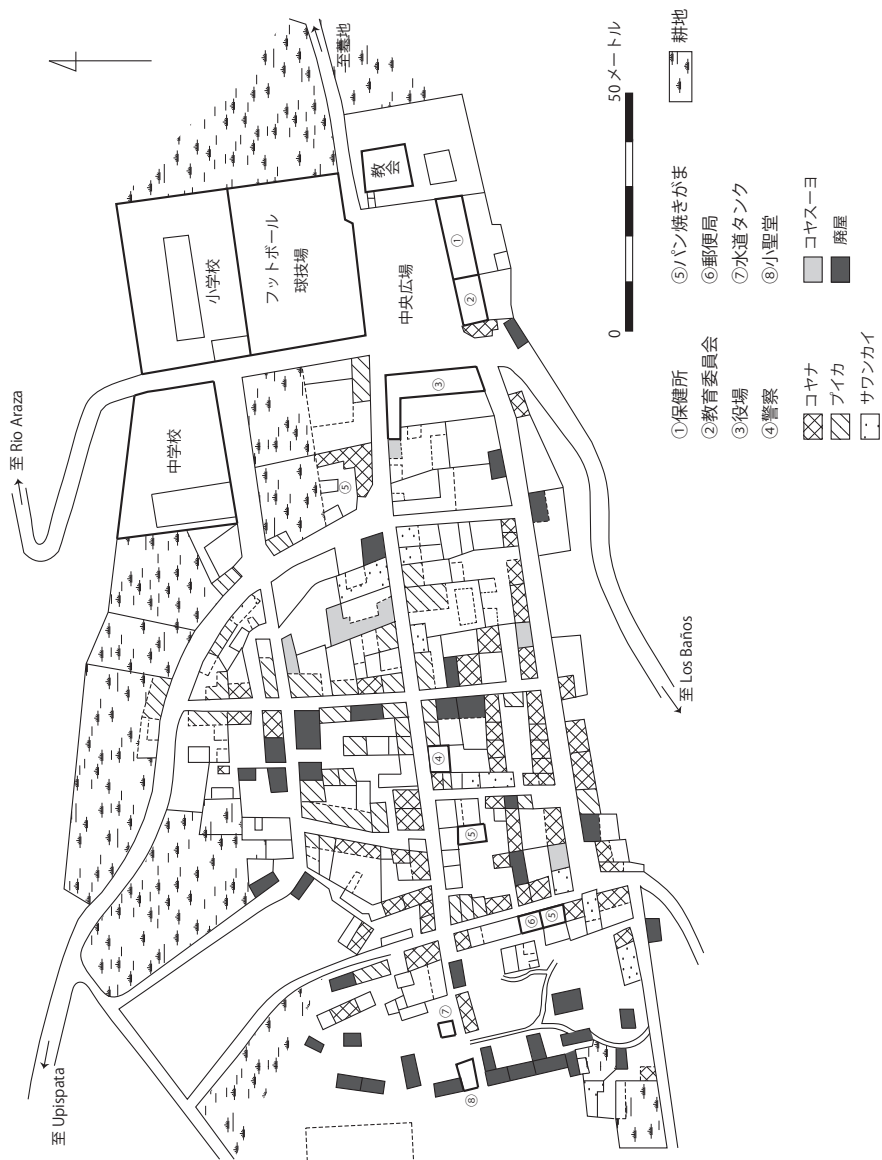 至 Rio Araza
至墓地
中学校
小学校
フットボール
球技場
教会
中央広場
①
②
③
⑤
④
⑤
⑥
⑤
⑦
⑧
至 Upispata
至 Los Baños
0
50 メートル
①保健所
②教育委員会
③役場
④警察
⑤パン焼きがま
⑥郵便局
⑦水道タンク
⑧小聖堂
コヤナ
プイカ
サワンカイ
コヤスーヨ
廃屋
耕地